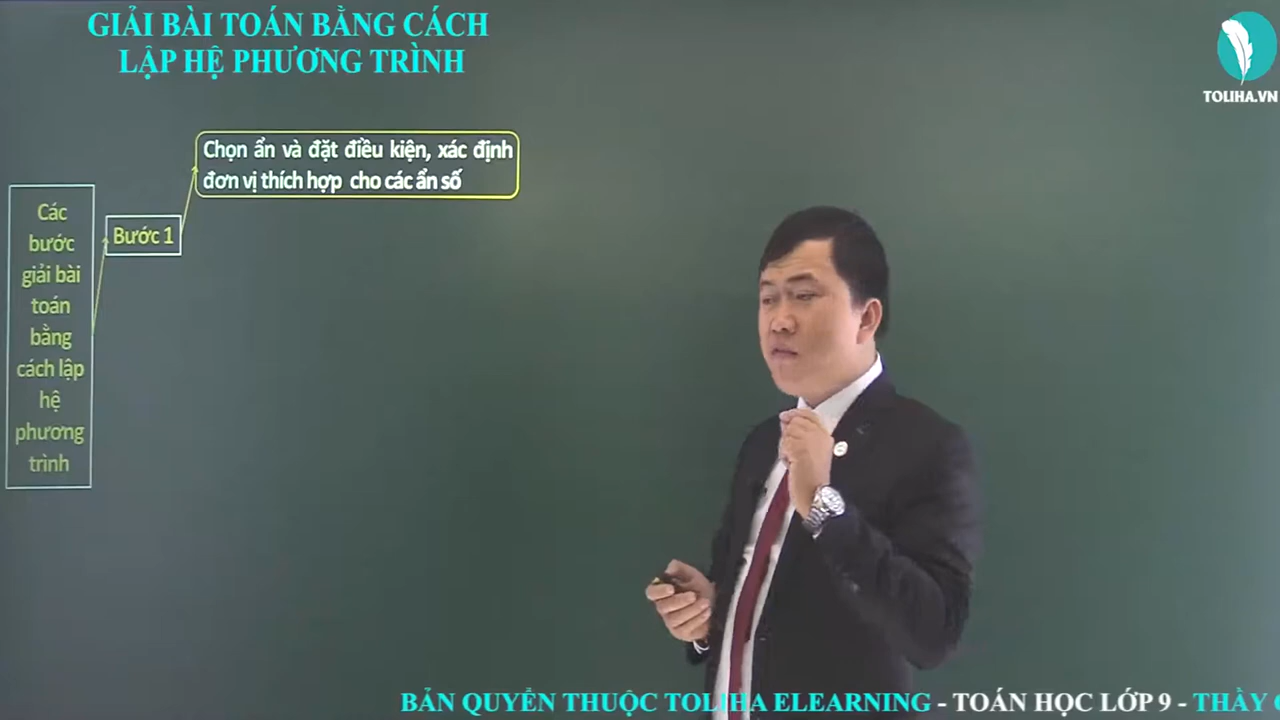 GIẢI BÀI TOÁN BẰNG CÁCH
LẬP HỆ PHƯƠNG TRÌNH
TOLIHA.VN
Chọn ẩn và đặt điều kiện, xác định
đơn vị thích hợp cho các ẩn số
Các
bước
giải bài
toán
bằng
cách lập
hệ
phương
trình
Bước 1
BẢN QUYỀN THUỘC TOLIHA ELEARNING - TOÁN HỌC LỚP 9 - THẦY